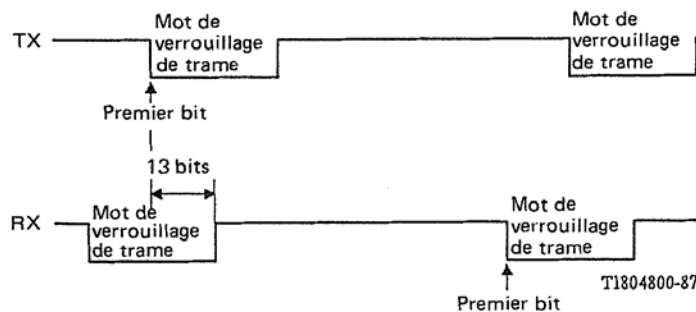 TX
Mot de
verrouillage
de trame
Mot de
verrouillage
de trame
Premier bit
13 bits
RX
Mot de
verrouillage
de trame
Mot de
verrouillage
de trame
T1804800-87
Premier bit